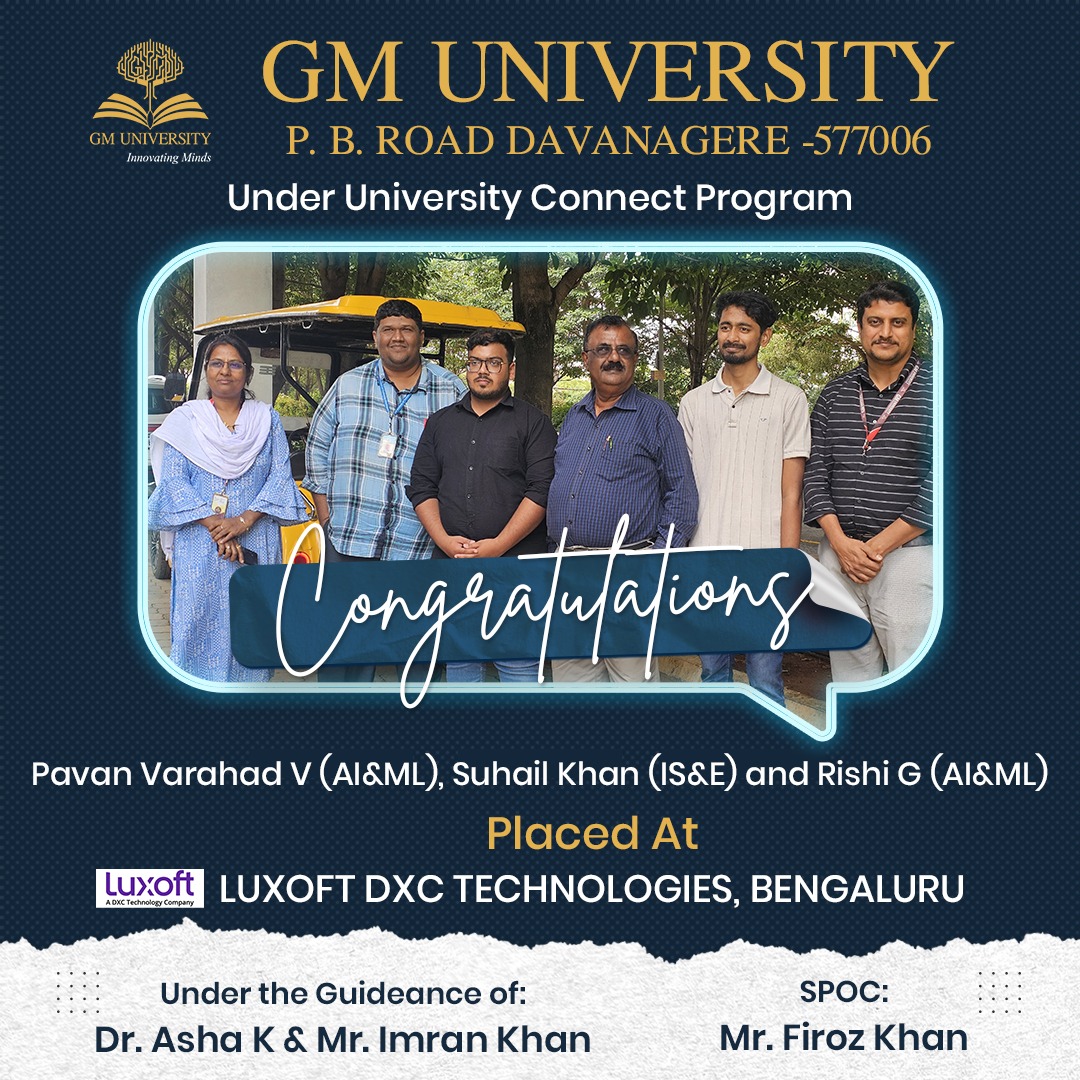 GM UNIVERSITY
Innovating Minds
GM UNIVERSITY
P. B. ROAD DAVANAGERE -577006
Under University Connect Program
Congratulations
Pavan Varahad V (AI&ML), Suhail Khan (IS&E) and Rishi G (AI&ML)
Placed At
Luxoft
A DXC Technology Company
LUXOFT DXC TECHNOLOGIES, BENGALURU
Under the Guideance of:
Dr. Asha K & Mr. Imran Khan
SPOC:
Mr. Firoz Khan